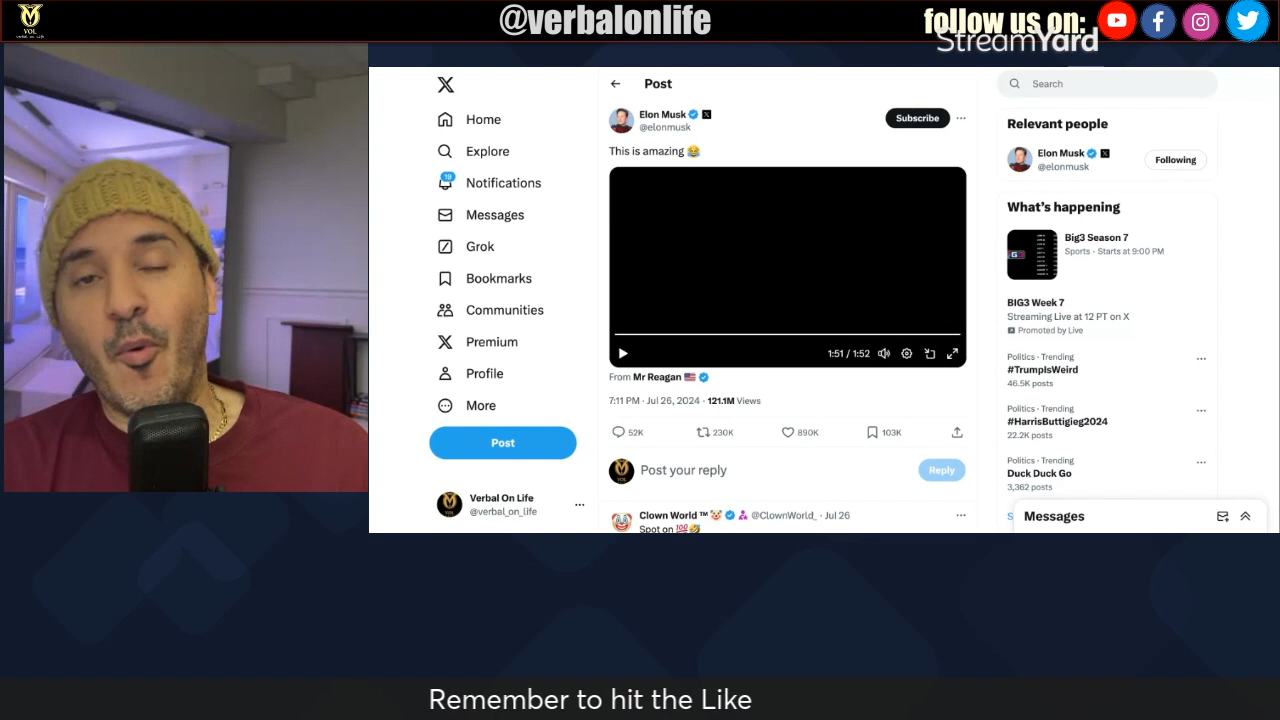 VOL
@verbalonlife
follow us on:
StreamYard
Home
Explore
19
Notifications
Messages
Grok
Bookmarks
Communities
Premium
Profile
More
Post
Verbal On Life
@verbal_on_life
Post
Elon Musk
@elonmusk
Subscribe
This is amazing 😂
1:51 / 1:52
From Mr Reagan 🇺🇸
7:11 PM · Jul 26, 2024 · 121.1M Views
52K 230K 890K 103K
Post your reply
Reply
Clown World ™ 🤡 @ClownWorld_ · Jul 26
Spot on 💯🤣
Search
Relevant people
Elon Musk
@elonmusk
Following
What's happening
Big3 Season 7
Sports · Starts at 9:00 PM
BIG3 Week 7
Streaming Live at 12 PT on X
Promoted by Live
Politics · Trending
#TrumpIsWeird
46.5K posts
Politics · Trending
#HarrisButtigieg2024
22.2K posts
Politics · Trending
Duck Duck Go
3,362 posts
Messages
Remember to hit the Like